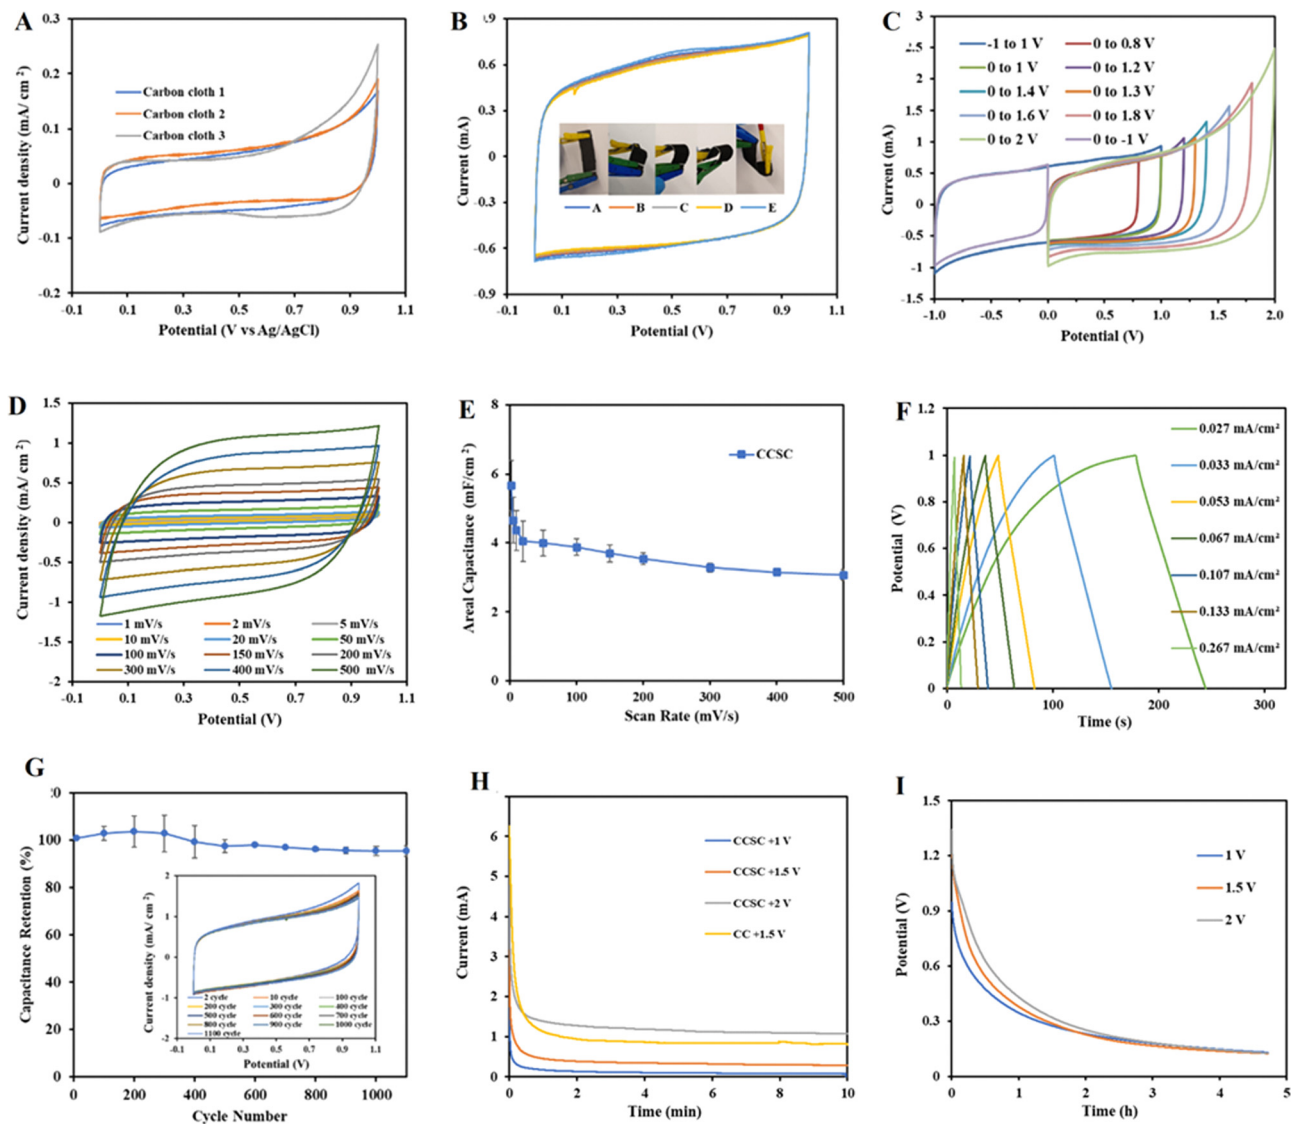 A
0.3
0.2
0.1
0
-0.1
-0.2
-0.1 0.1 0.3 0.5 0.7 0.9 1.1
Current density (mA/ cm 2)
Potential (V vs Ag/AgCl)
Carbon cloth 1
Carbon cloth 2
Carbon cloth 3
B
0.6
0.3
0
-0.3
-0.6
-0.9
-0.1 0.1 0.3 0.5 0.7 0.9 1.1
Current (mA)
Potential (V)
A B C D E
C
3
2
1
0.5
0
-0.5
-1
-1.5
-1.0 0.0 0.5 1.0 1.5 2.0
Current (mA)
Potential (V)
-1 to 1 V 0 to 0.8 V
0 to 1 V 0 to 1.2 V
0 to 1.4 V 0 to 1.3 V
0 to 1.6 V 0 to 1.8 V
0 to 2 V 0 to -1 V
D
1.5
1
0.5
0
-0.5
-1
-1.5
-2
-0.1 0.1 0.3 0.5 0.7 0.9 1.1
Current density (mA/ cm 2)
Potential (V)
1 mV/s 2 mV/s 5 mV/s
10 mV/s 20 mV/s 50 mV/s
100 mV/s 150 mV/s 200 mV/s
300 mV/s 400 mV/s 500 mV/s
E
8
6
4
2
0
0 100 200 300 400 500
Areal Capacitance (mF/cm 2)
Scan Rate (mV/s)
CCSC
F
1.2
1
0.8
0.6
0.4
0.2
0
0 100 200 300
Potential (V)
Time (s)
0.027 mA/cm²
0.033 mA/cm²
0.053 mA/cm²
0.067 mA/cm²
0.107 mA/cm²
0.133 mA/cm²
0.267 mA/cm²
G
100
80
60
40
20
0
0 200 400 600 800 1000
Capacitance Retention (%)
Cycle Number
2
1
0
-1
-2
-0.1 0.1 0.3 0.5 0.7 0.9 1.1
Current density (mA/ cm 2)
Potential (V)
2 cycle 10 cycle 100 cycle
200 cycle 300 cycle 400 cycle
500 cycle 600 cycle 700 cycle
800 cycle 900 cycle 1000 cycle
1100 cycle
H
6
5
4
3
2
1
0
0 2 4 6 8 10
Current (mA)
Time (min)
CCSC +1 V
CCSC +1.5 V
CCSC +2 V
CC +1.5 V
I
1.5
1.2
0.9
0.6
0.3
0
0 1 2 3 4 5
Potential (V)
Time (h)
1 V
1.5 V
2 V